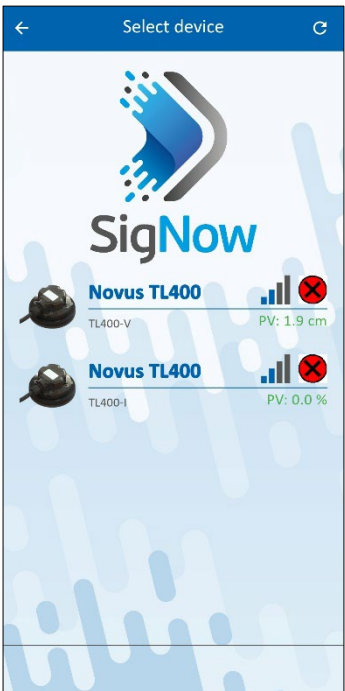 Select device
SigNow
Novus TL400
TL400-V
PV: 1.9 cm
Novus TL400
TL400-I
PV: 0.0 %